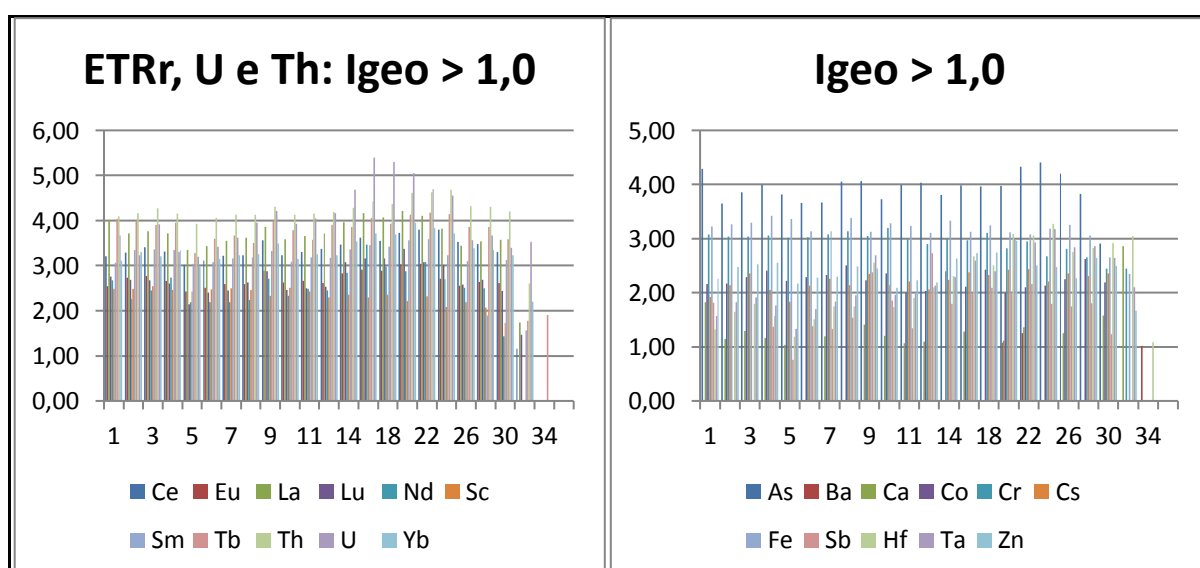 ETRr, U e Th: Igeo > 1,0
6,00
5,00
4,00
3,00
2,00
1,00
0,00
1 3 5 7 9 11 14 18 22 26 30 34
Ce Eu La Lu Nd Sc
Sm Tb Th U Yb
Igeo > 1,0
5,00
4,00
3,00
2,00
1,00
0,00
1 3 5 7 9 11 14 18 22 26 30 34
As Ba Ca Co Cr Cs
Fe Sb Hf Ta Zn